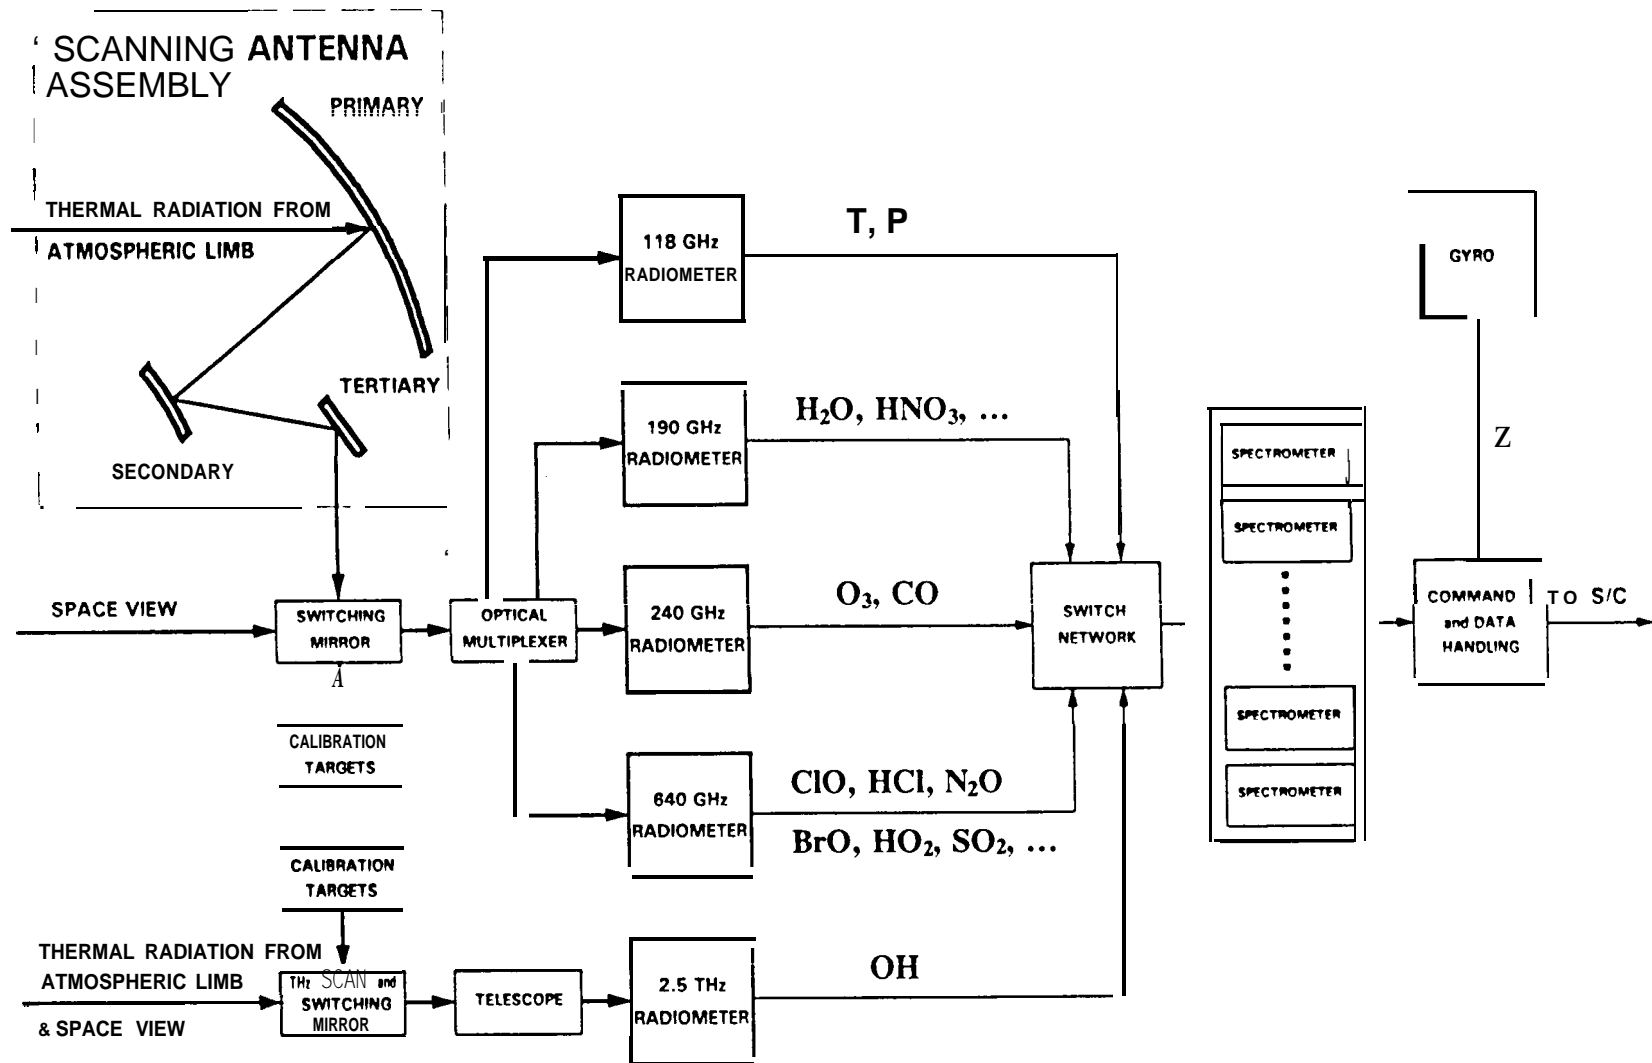 SCANNING ANTENNA
ASSEMBLY
PRIMARY
THERMAL RADIATION FROM
ATMOSPHERIC LIMB
TERTIARY
SECONDARY
SPACE VIEW
SWITCHING
MIRROR
A
CALIBRATION
TARGETS
CALIBRATION
TARGETS
THERMAL RADIATION FROM
ATMOSPHERIC LIMB
& SPACE VIEW
THz SCAN and
SWITCHING
MIRROR
TELESCOPE
OPTICAL
MULTIPLEXER
118 GHz
RADIOMETER
T, P
190 GHz
RADIOMETER
H₂O, HNO₃, ...
240 GHz
RADIOMETER
O₃, CO
640 GHz
RADIOMETER
ClO, HCl, N₂O
BrO, HO₂, SO₂, ...
2.5 THz
RADIOMETER
OH
SWITCH
NETWORK
SPECTROMETER
SPECTROMETER
SPECTROMETER
SPECTROMETER
GYRO
Z
COMMAND
and DATA
HANDLING
TO S/C